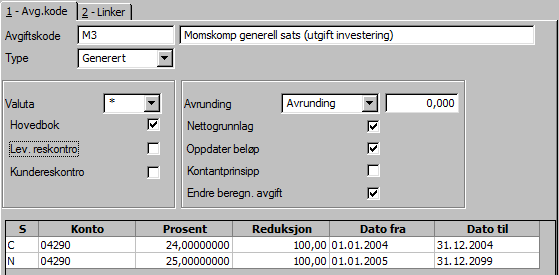 1 - Avg.kode 2 - Linker
Avgiftskode M3 Momskomp generell sats (utgift investering)
Type Generert
Valuta * Avrunding Avrunding 0,000
Hovedbok Nettogrunnlag
Lev. reskontro Oppdater beløp
Kundereskontro Kontantprinsipp
Endre beregn. avgift
S Konto Prosent Reduksjon Dato fra Dato til
C 04290 24,00000000 100,00 01.01.2004 31.12.2004
N 04290 25,00000000 100,00 01.01.2005 31.12.2099